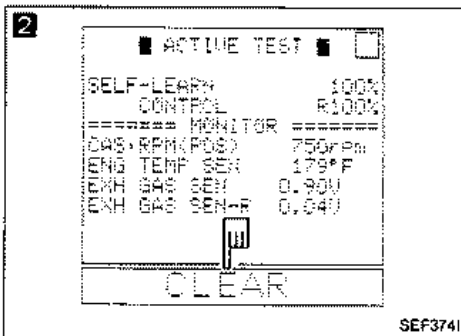 2
■ ACTIVE TEST ■
SELF-LEARN 100%
CONTROL R100%
======= MONITOR =======
CAS•RPM(POS) 750rpm
ENG TEMP SEN 179°F
EXH GAS SEN 0.90V
EXH GAS SEN-R 0.04V
CLEAR
SEF374I